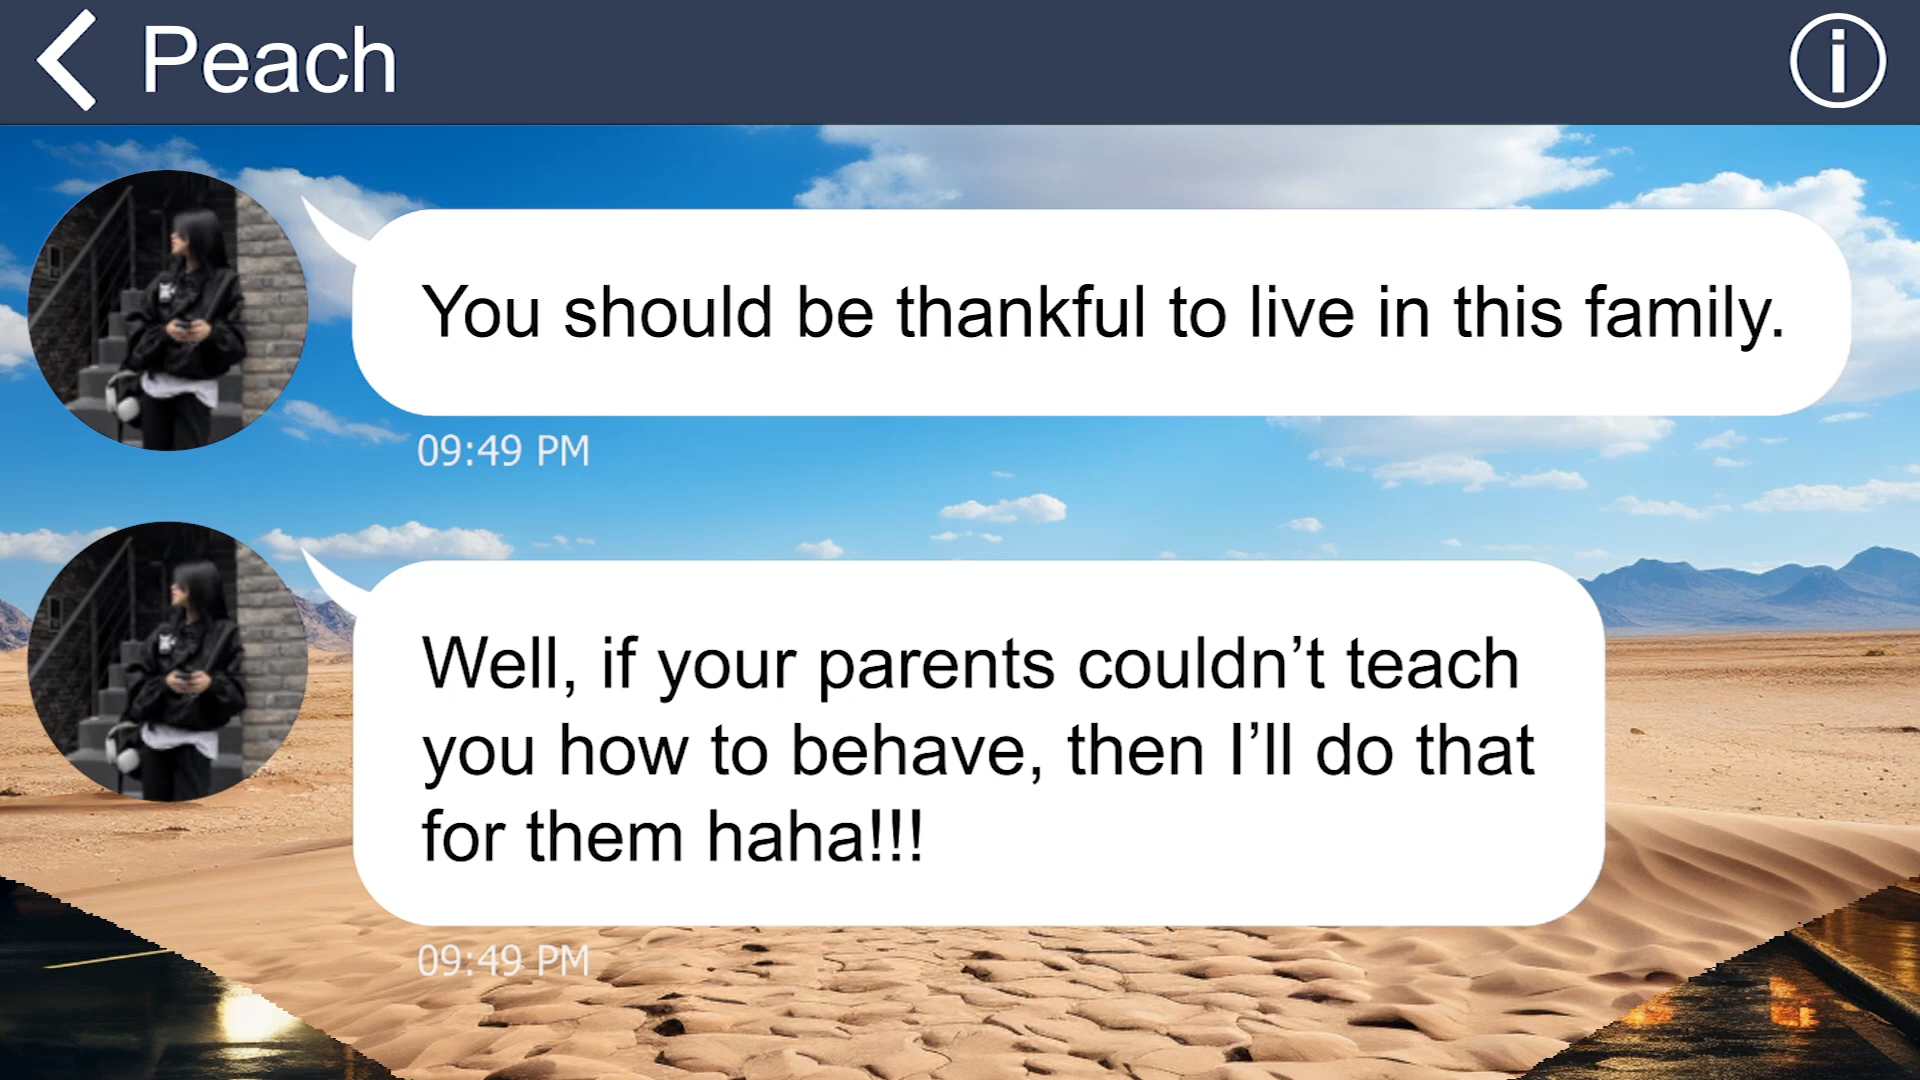 Peach
You should be thankful to live in this family.
09:49 PM
Well, if your parents couldn’t teach
you how to behave, then I’ll do that
for them haha!!!
09:49 PM